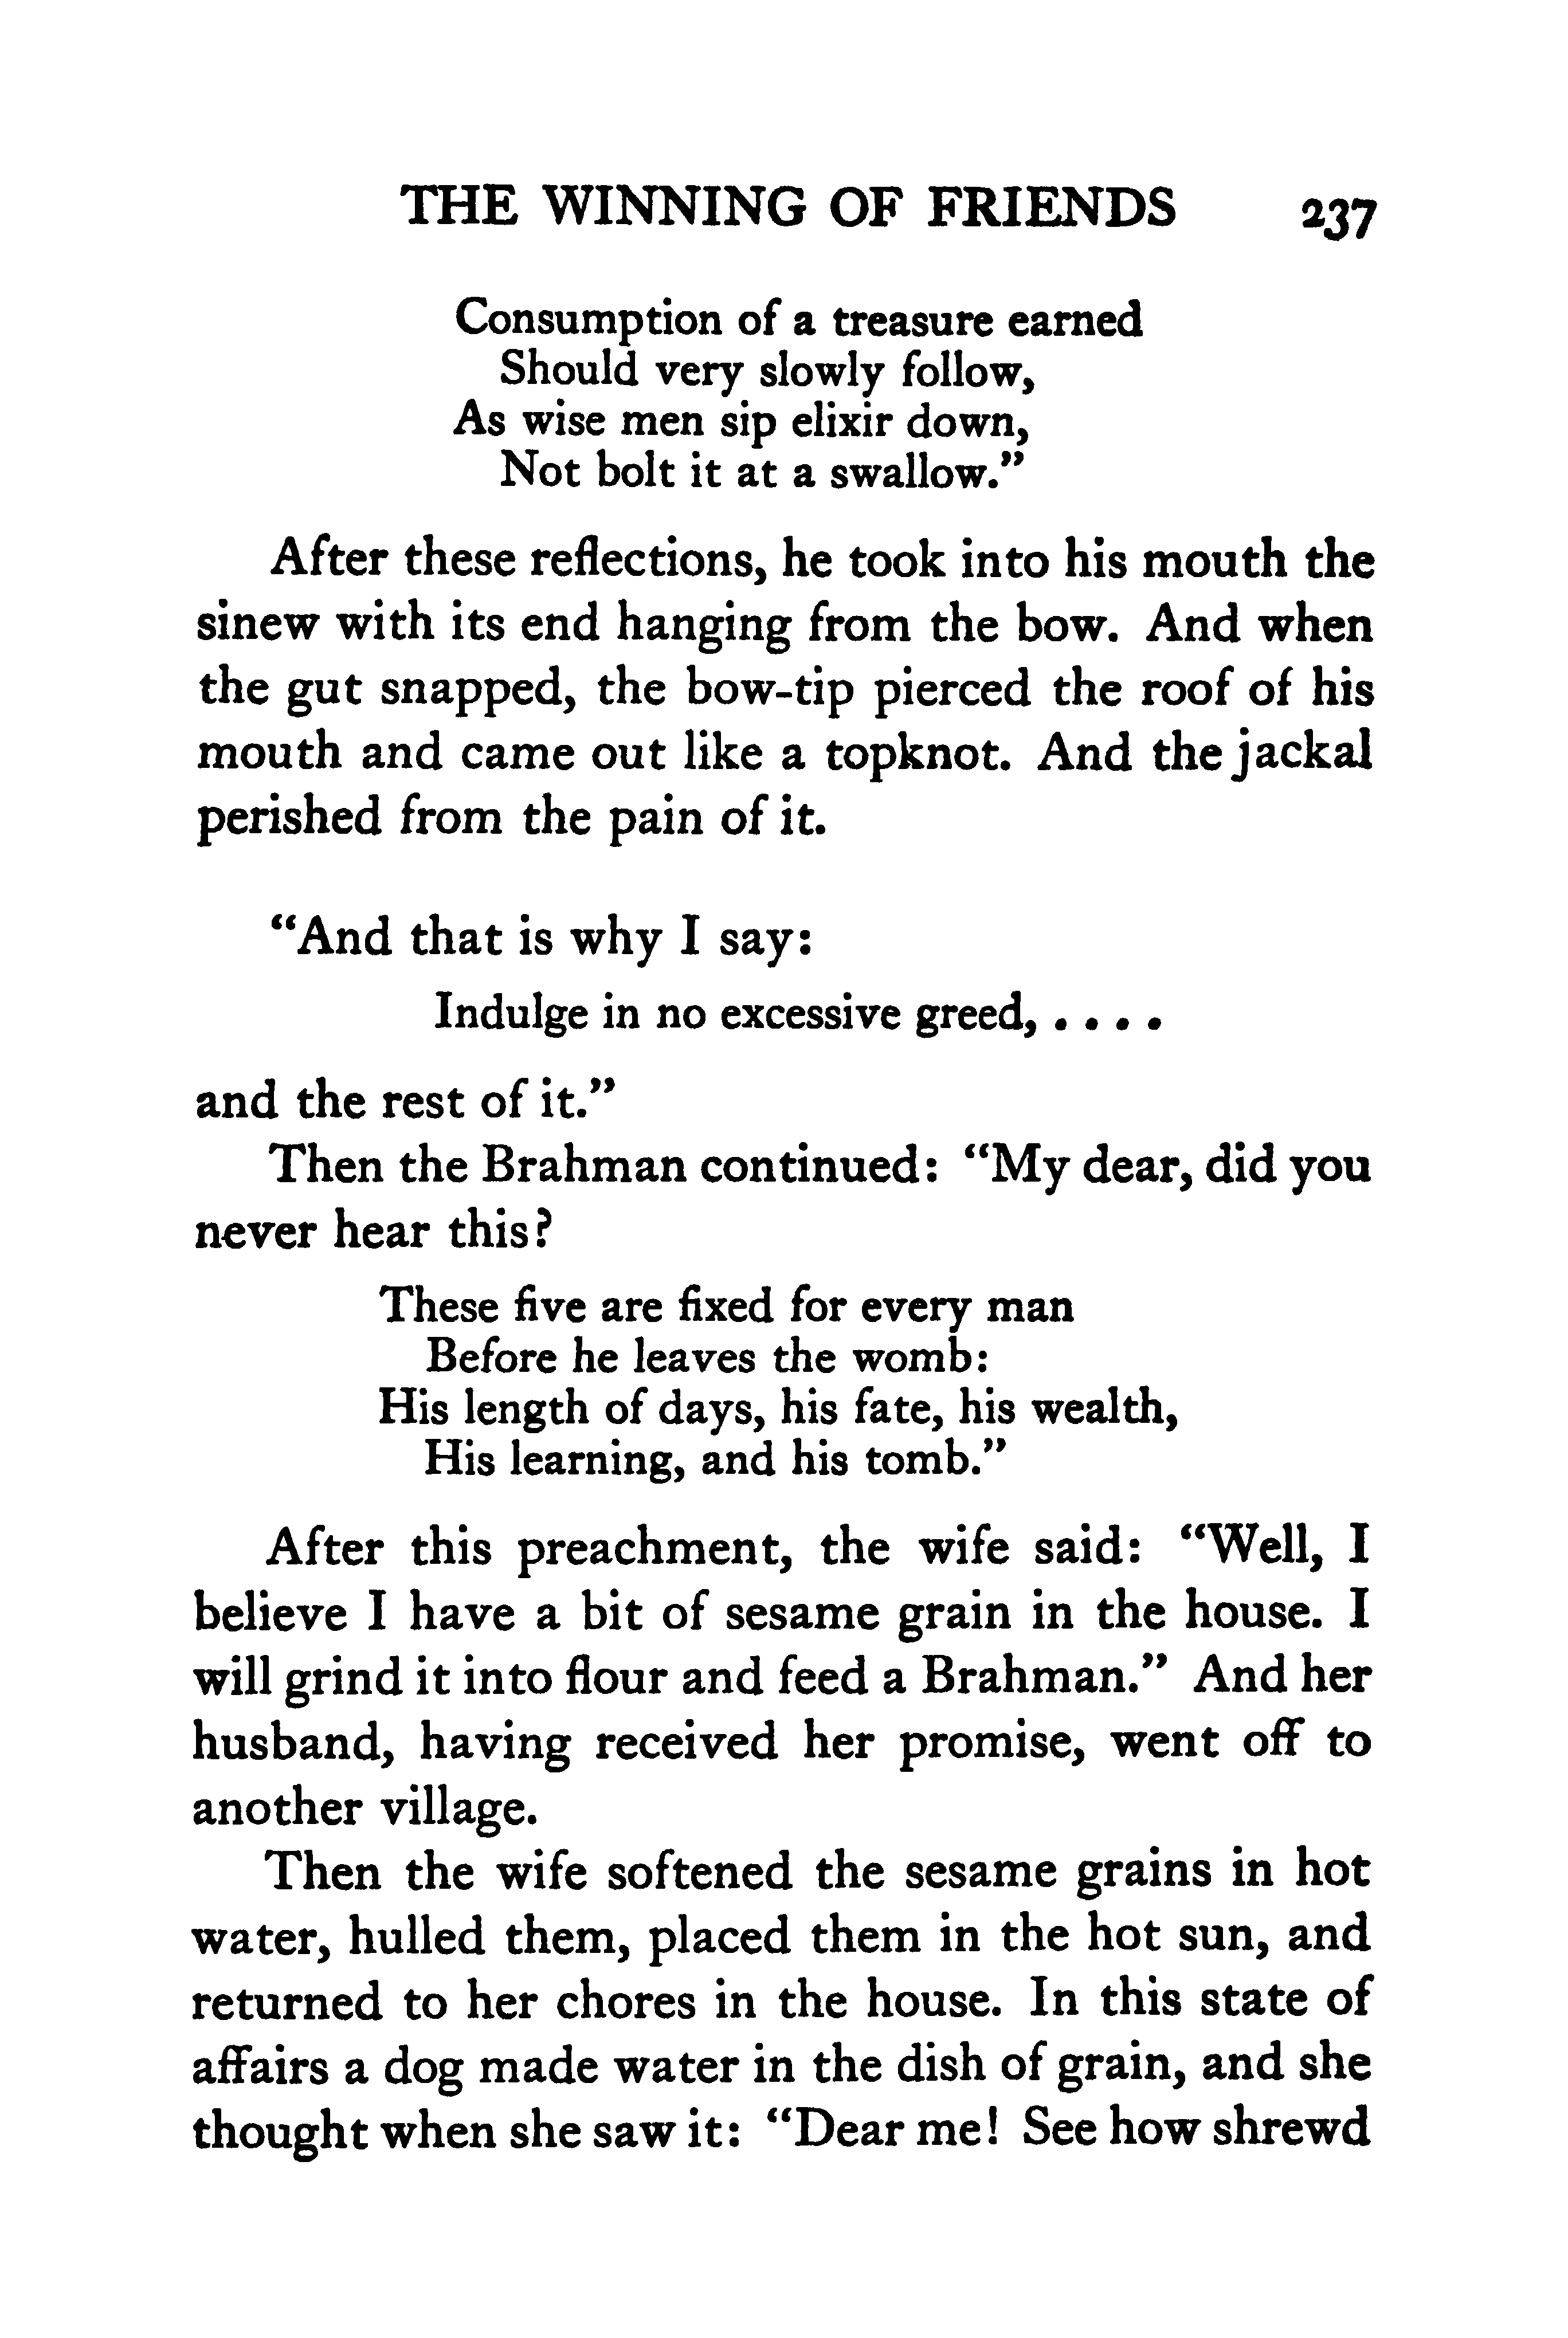 THE WINNING OF FRIENDS 237
Consumption of a treasure earned
Should very slowly follow,
As wise men sip elixir down,
Not bolt it at a swallow.”
After these reflections, he took into his mouth the
sinew with its end hanging from the bow. And when
the gut snapped, the bow-tip pierced the roof of his
mouth and came out like a topknot. And the jackal
perished from the pain of it.
“And that is why I say:
Indulge in no excessive greed, . . . .
and the rest of it.”
Then the Brahman continued: “My dear, did you
never hear this?
These five are fixed for every man
Before he leaves the womb:
His length of days, his fate, his wealth,
His learning, and his tomb.”
After this preachment, the wife said: “Well, I
believe I have a bit of sesame grain in the house. I
will grind it into flour and feed a Brahman.” And her
husband, having received her promise, went off to
another village.
Then the wife softened the sesame grains in hot
water, hulled them, placed them in the hot sun, and
returned to her chores in the house. In this state of
affairs a dog made water in the dish of grain, and she
thought when she saw it: “Dear me! See how shrewd